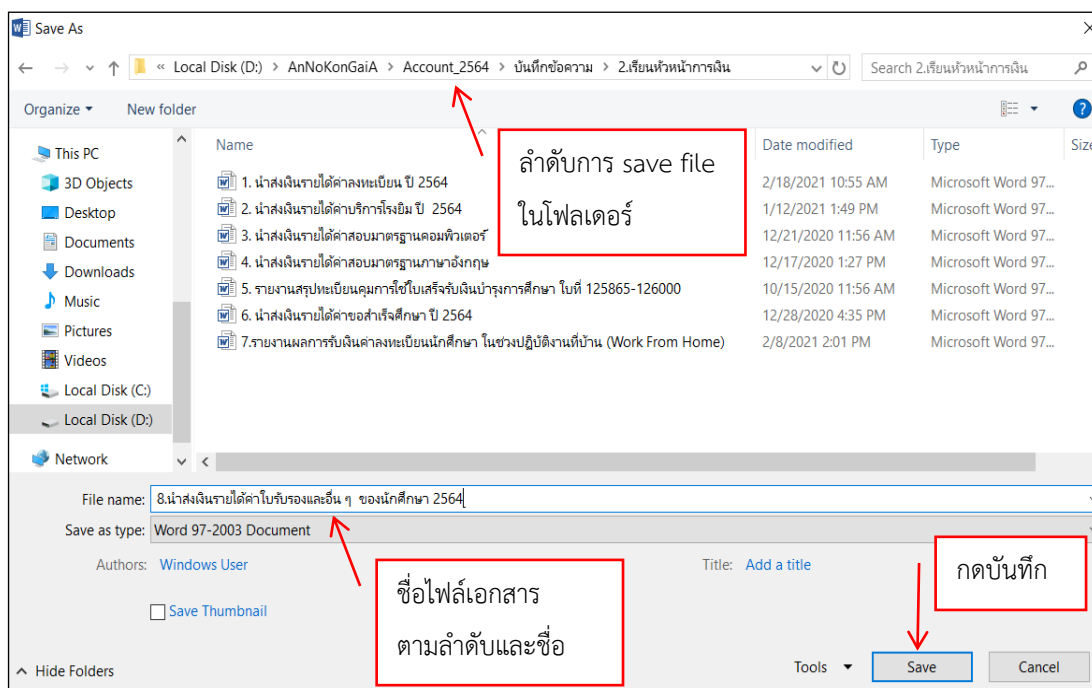 Save As
« Local Disk (D:) > AnNoKonGaiA > Account_2564 > บันทึกข้อความ > 2.เรียนหัวหน้าการเงิน
Search 2.เรียนหัวหน้าการเงิน
Organize
New folder
Name
Date modified
Type
Size
This PC
3D Objects
Desktop
Documents
Downloads
Music
Pictures
Videos
Local Disk (C:)
Local Disk (D:)
Network
1. นำส่งเงินรายได้ค่าลงทะเบียน ปี 2564 2/18/2021 10:55 AM Microsoft Word 97...
2. นำส่งเงินรายได้ค่าบริการโรงยิม ปี 2564 1/12/2021 1:49 PM Microsoft Word 97...
3. นำส่งเงินรายได้ค่าสอบมาตรฐานคอมพิวเตอร์ 12/21/2020 11:56 AM Microsoft Word 97...
4. นำส่งเงินรายได้ค่าสอบมาตรฐานภาษาอังกฤษ 12/17/2020 1:27 PM Microsoft Word 97...
5. รายงานสรุปทะเบียนคุมการใช้ใบเสร็จรับเงินบำรุงการศึกษา ใบที่ 125865-126000 10/15/2020 11:56 AM Microsoft Word 97...
6. นำส่งเงินรายได้ค่าขอสำเร็จศึกษา ปี 2564 12/28/2020 4:35 PM Microsoft Word 97...
7.รายงานผลการรับเงินค่าลงทะเบียนนักศึกษา ในช่วงปฏิบัติงานที่บ้าน (Work From Home) 2/8/2021 2:01 PM Microsoft Word 97...
ลำดับการ save file
ในโฟลเดอร์
File name: 8.นำส่งเงินรายได้ค่าใบรับรองและอื่น ๆ ของนักศึกษา 2564
Save as type: Word 97-2003 Document
Authors: Windows User
Title: Add a title
Save Thumbnail
ชื่อไฟล์เอกสาร
ตามลำดับและชื่อ
กดบันทึก
Hide Folders
Tools
Save
Cancel